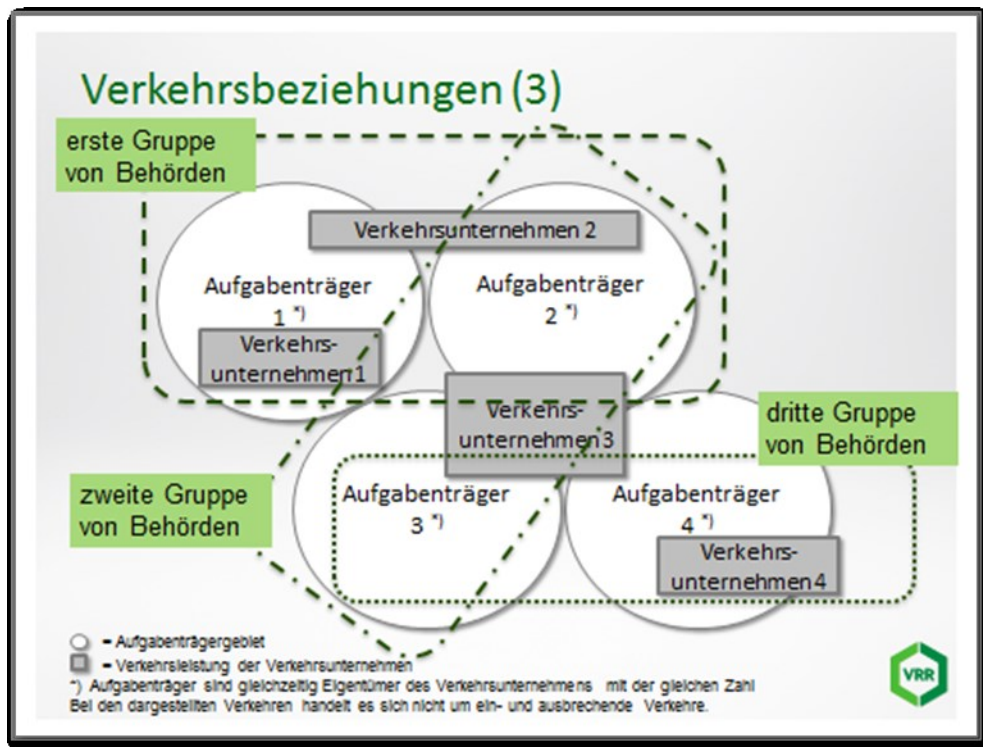 Verkehrsbeziehungen (3)
erste Gruppe
von Behörden
Verkehrsunternehmen 2
Aufgabenträger
1 *)
Aufgabenträger
2 *)
Verkehrs-
unternehmen 1
Verkehrs-
unternehmen 3
dritte Gruppe
von Behörden
zweite Gruppe
von Behörden
Aufgabenträger
3 *)
Aufgabenträger
4 *)
Verkehrs-
unternehmen 4
= Aufgabenträgergebiet
= Verkehrsleistung der Verkehrsunternehmen
*) Aufgabenträger sind gleichzeitig Eigentümer des Verkehrsunternehmens mit der gleichen Zahl
Bei den dargestellten Verkehren handelt es sich nicht um ein- und ausbrechende Verkehre.
VRR